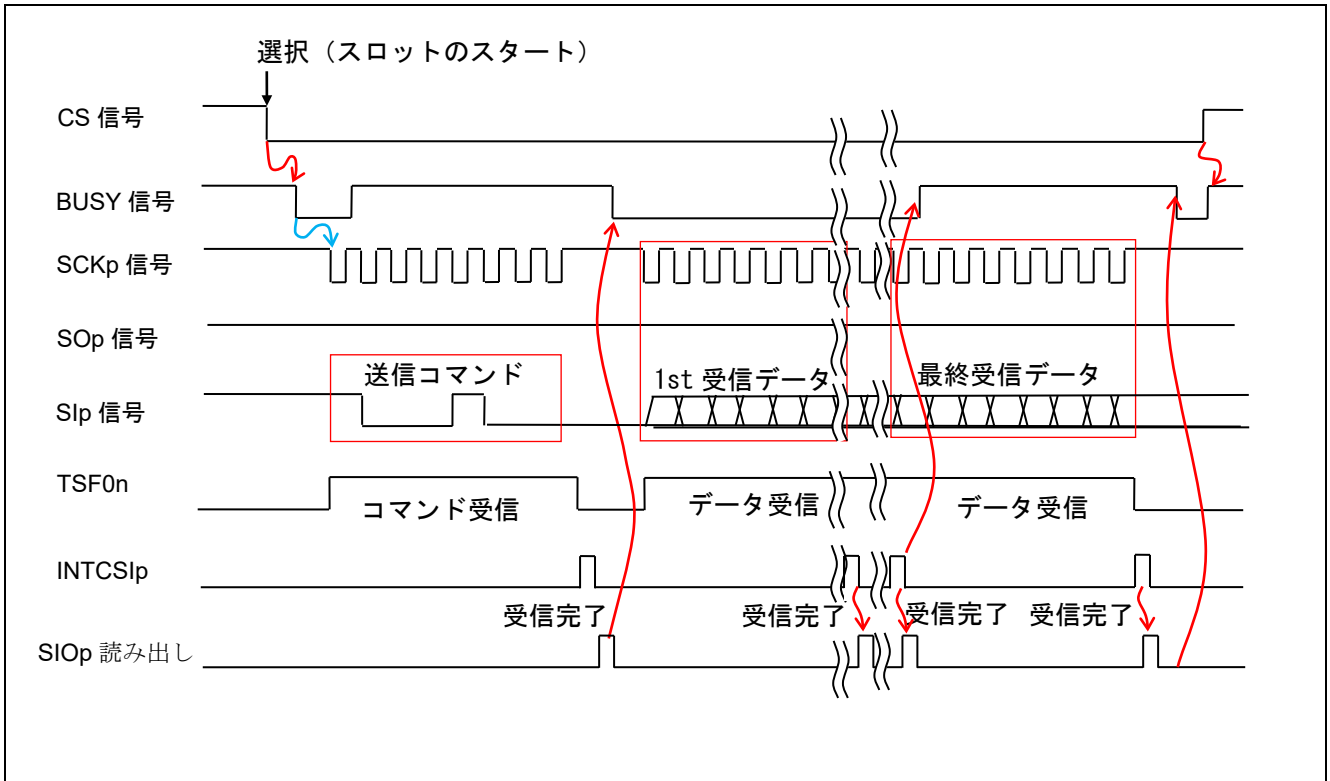 選択（スロットのスタート）
CS 信号
BUSY 信号
SCKp 信号
SOp 信号
送信コマンド
1st 受信データ
最終受信データ
SIp 信号
TSF0n
コマンド受信
データ受信
データ受信
INTCSIp
受信完了
受信完了
受信完了
受信完了
SIOp 読み出し